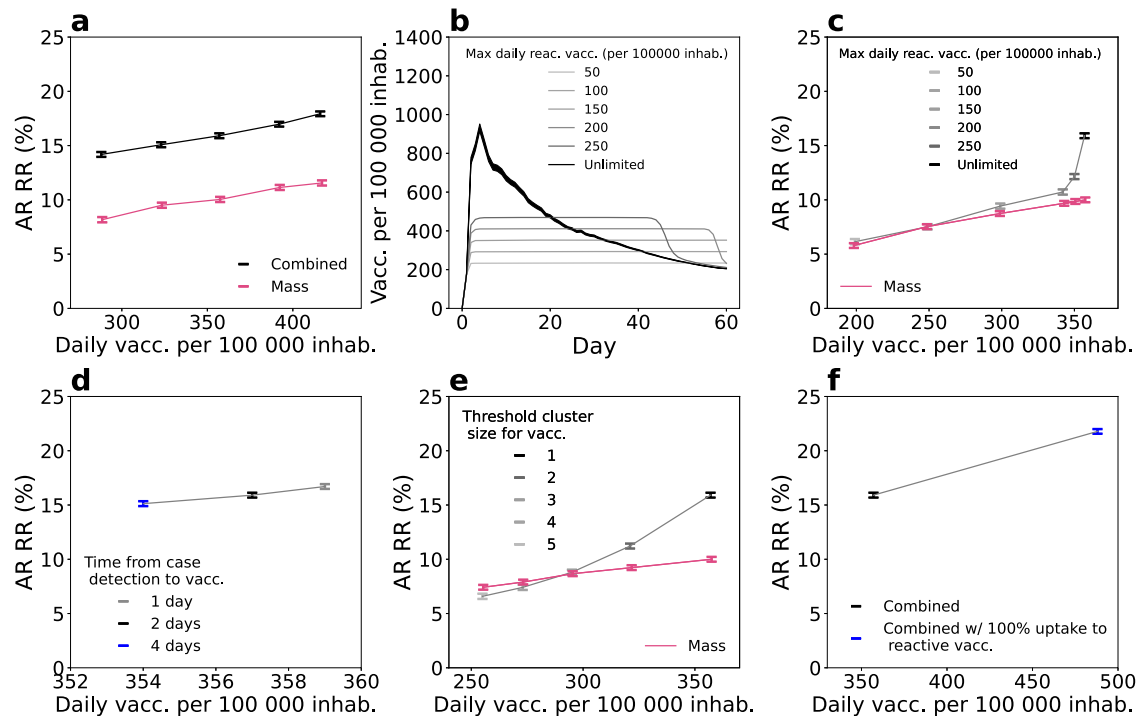 a
AR RR (%)
25
20
15
10
5
0
Combined
Mass
300
350
400
Daily vacc. per 100 000 inhab.
b
Vacc. per 100 000 inhab.
1400
1200
1000
800
600
400
200
0
Max daily reac. vacc. (per 100000 inhab.)
50
100
150
200
250
Unlimited
0
20
40
60
Day
c
AR RR (%)
25
20
15
10
5
0
Max daily reac. vacc. (per 100000 inhab.)
50
100
150
200
250
Unlimited
Mass
200
250
300
350
Daily vacc. per 100 000 inhab.
d
AR RR (%)
25
20
15
10
5
0
Time from case
detection to vacc.
1 day
2 days
4 days
352
354
356
358
360
Daily vacc. per 100 000 inhab.
e
AR RR (%)
25
20
15
10
5
0
Threshold cluster
size for vacc.
1
2
3
4
5
Mass
250
300
350
Daily vacc. per 100 000 inhab.
f
AR RR (%)
25
20
15
10
5
0
Combined
Combined w/ 100% uptake to
reactive vacc.
350
400
450
500
Daily vacc. per 100 000 inhab.